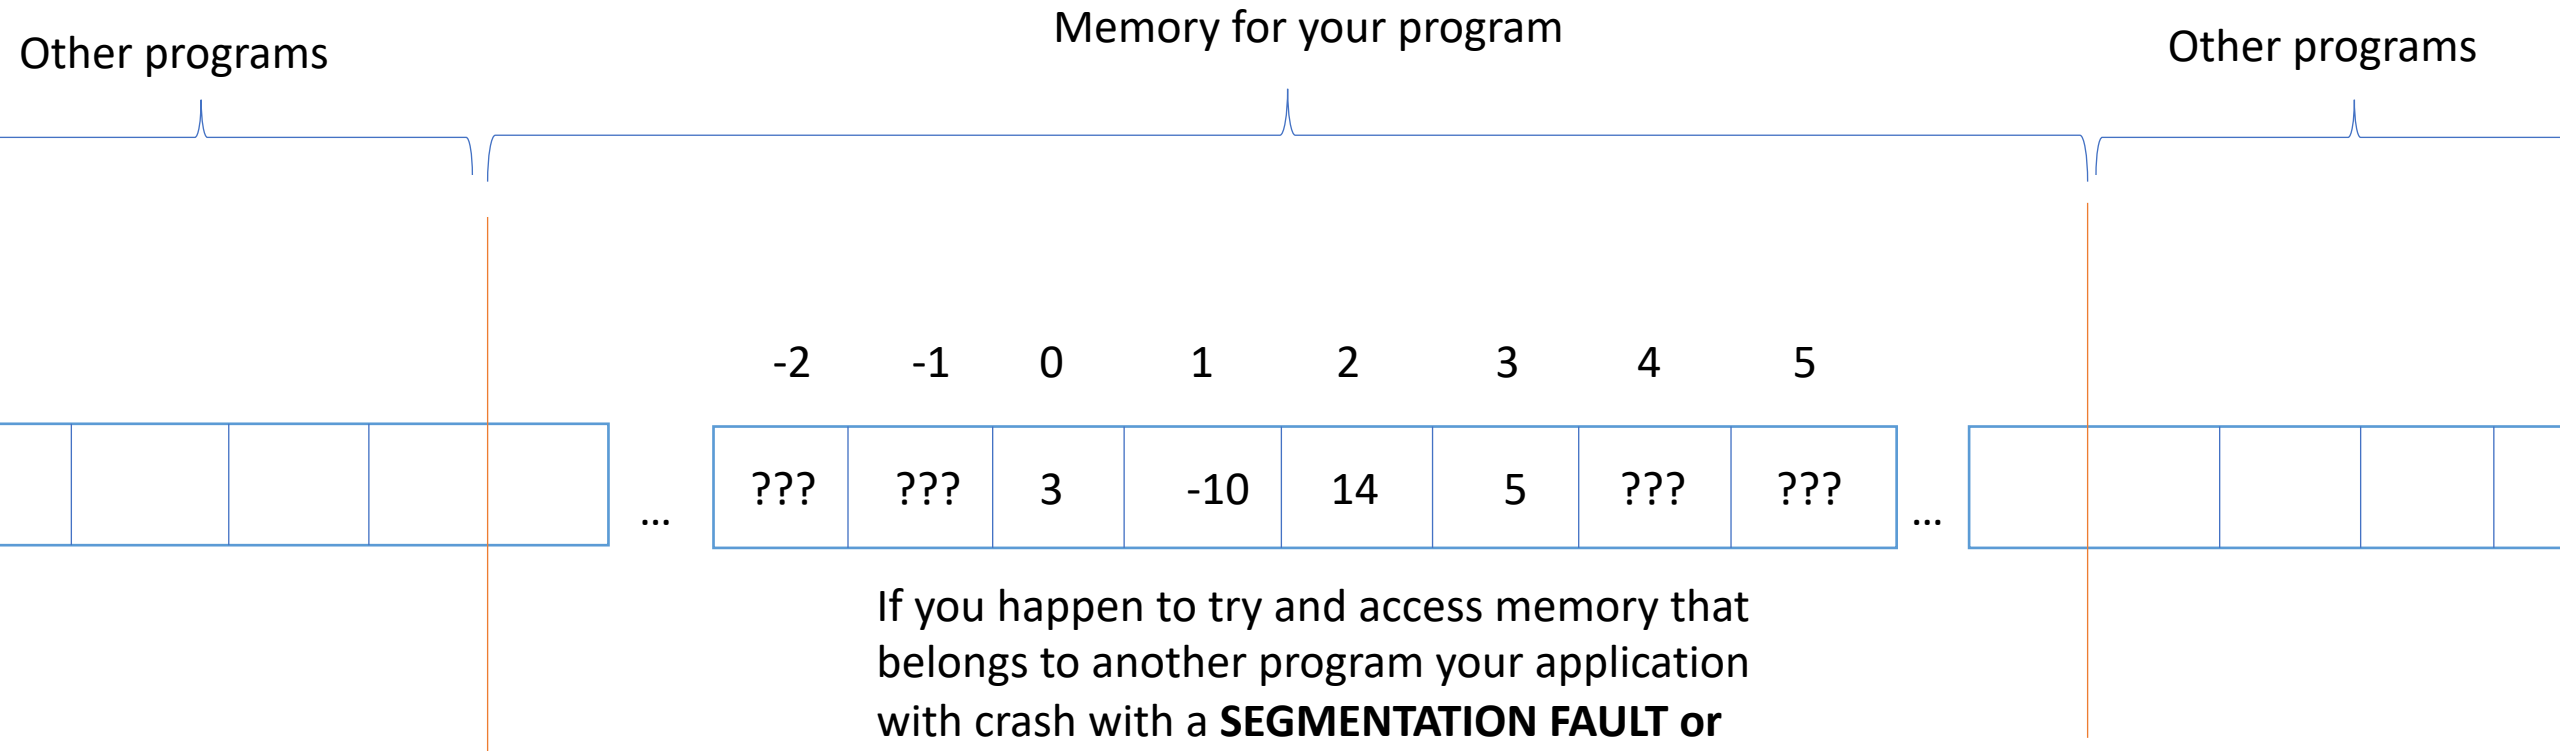 Other programs
Memory for your program
Other programs
-2 -1 0 1 2 3 4 5
... ??? ??? 3 -10 14 5 ??? ??? ...
If you happen to try and access memory that
belongs to another program your application
with crash with a SEGMENTATION FAULT or